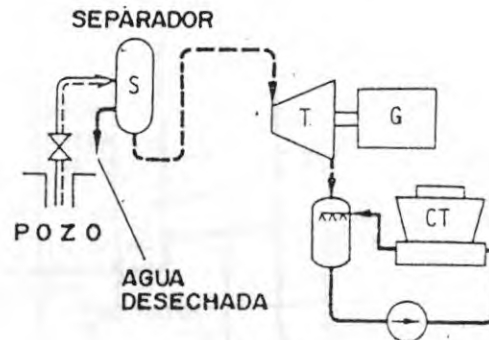 SEPARADOR
S
T.
G
CT
POZO
AGUA
DESECHADA